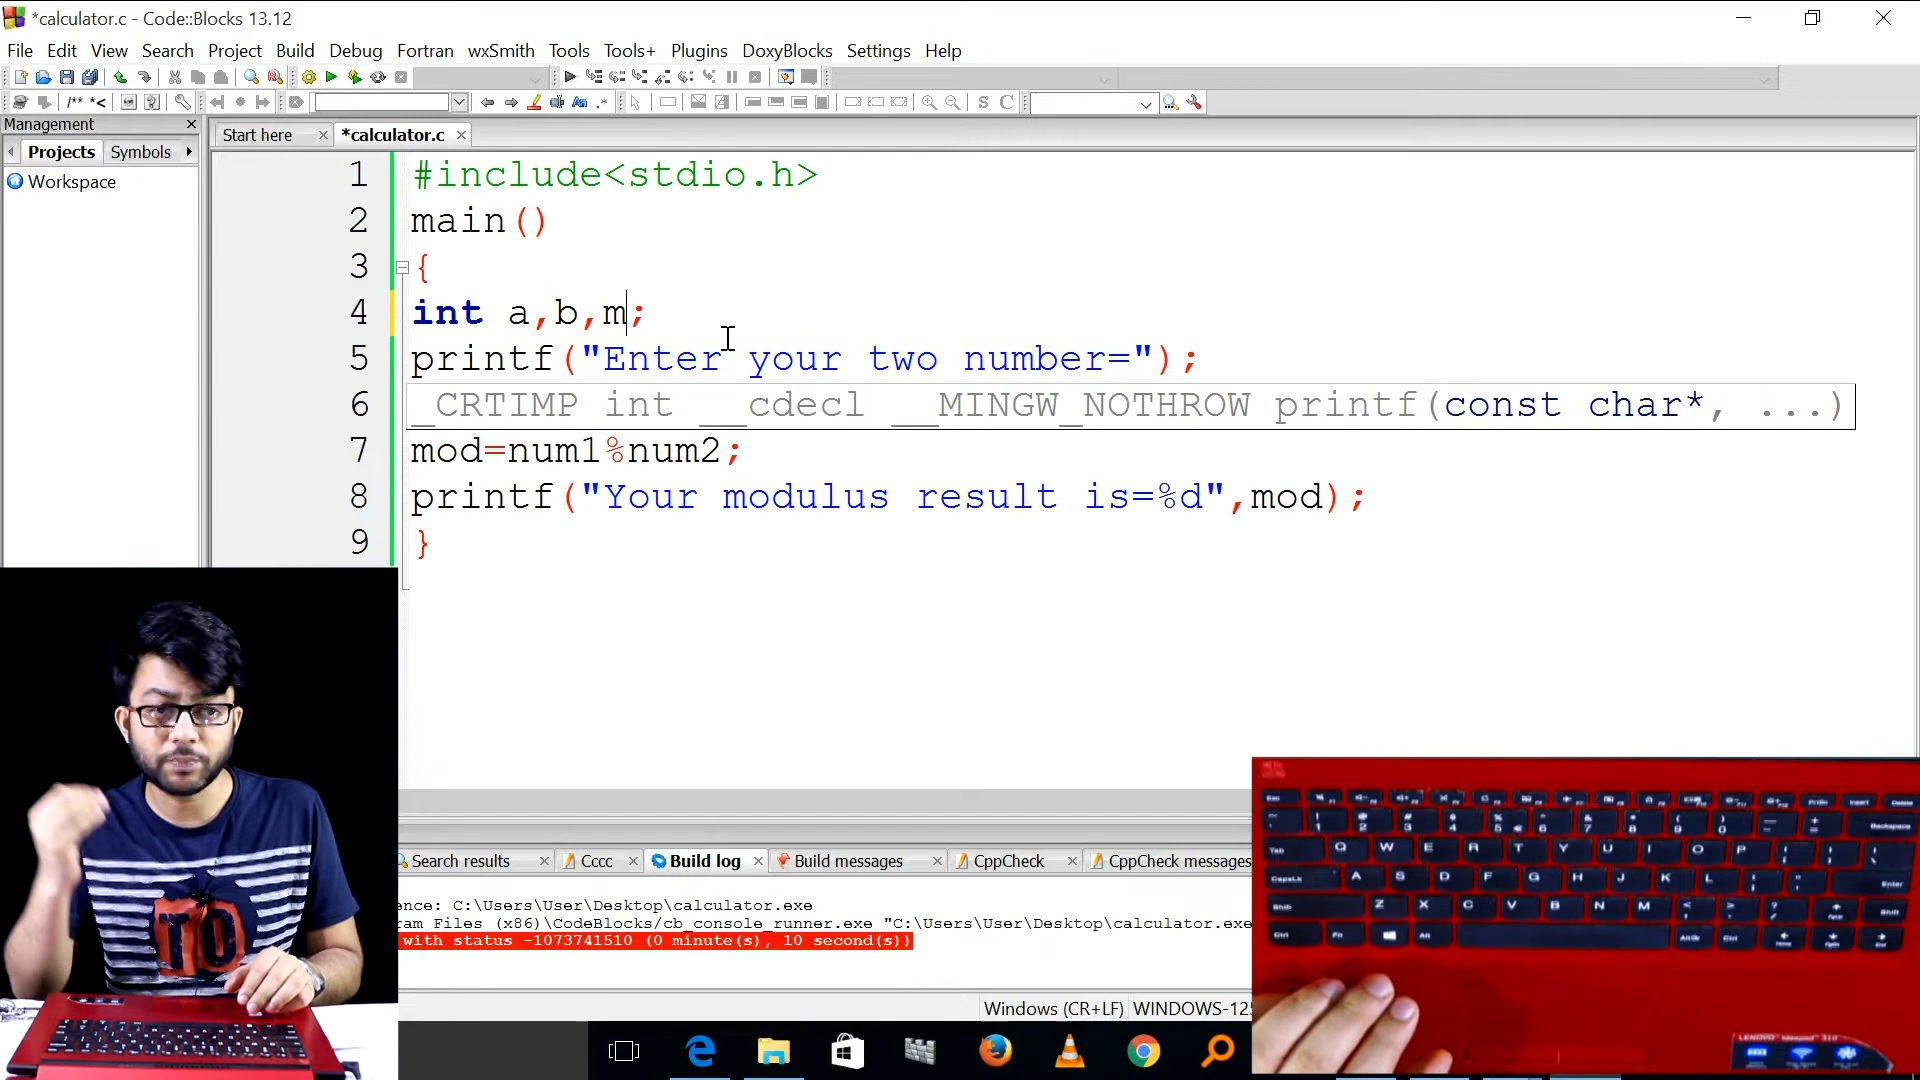 *calculator.c - Code::Blocks 13.12
File Edit View Search Project Build Debug Fortran wxSmith Tools Tools+ Plugins DoxyBlocks Settings Help
/** *<
S C
Management
Start here
*calculator.c
Projects Symbols
Workspace
1 #include<stdio.h>
2 main()
3 {
4 int a,b,m;
5 printf("Enter your two number=");
6 _CRTIMP int __cdecl __MINGW_NOTHROW printf(const char*, ...)
7 mod=num1%num2;
8 printf("Your modulus result is=%d",mod);
9 }
Search results Cccc Build log Build messages CppCheck CppCheck messages
ence: C:\Users\User\Desktop\calculator.exe
ram Files (x86)\CodeBlocks/cb_console_runner.exe "C:\Users\User\Desktop\calculator.exe
with status -1073741510 (0 minute(s), 10 second(s))
Windows (CR+LF) WINDOWS-125
TO
Q W E R T Y U I O P
A S D F G H J K L
Z X C V B N M